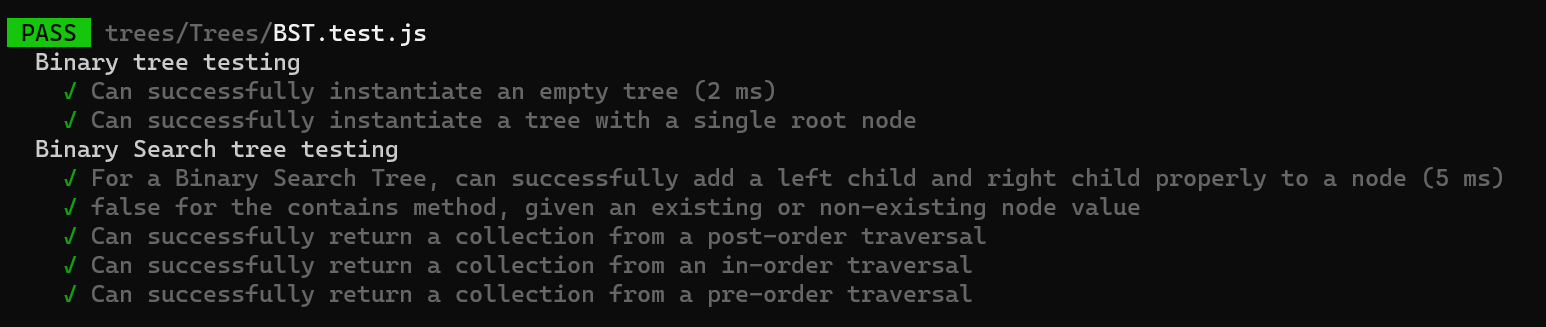 PASS trees/Trees/BST.test.js
Binary tree testing
√ Can successfully instantiate an empty tree (2 ms)
√ Can successfully instantiate a tree with a single root node
Binary Search tree testing
√ For a Binary Search Tree, can successfully add a left child and right child properly to a node (5 ms)
√ false for the contains method, given an existing or non-existing node value
√ Can successfully return a collection from a post-order traversal
√ Can successfully return a collection from an in-order traversal
√ Can successfully return a collection from a pre-order traversal